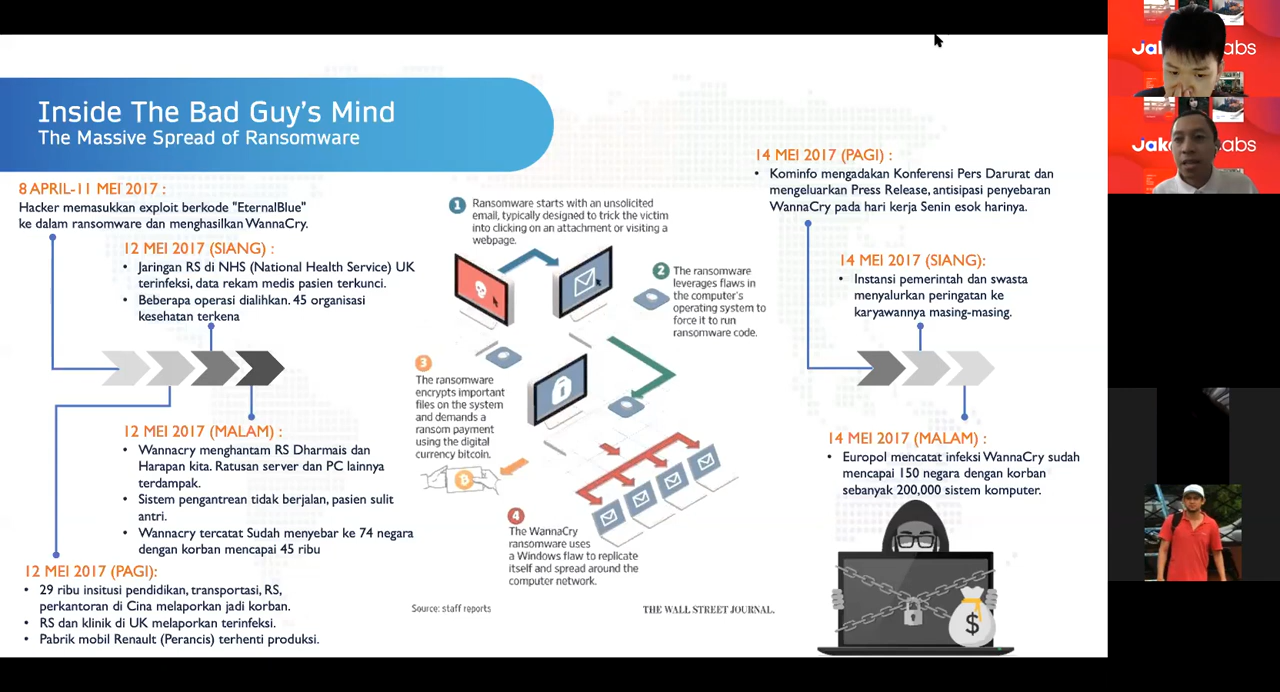 Inside The Bad Guy's Mind
The Massive Spread of Ransomware
8 APRIL-11 MEI 2017 :
Hacker memasukkan exploit berkode "EternalBlue"
ke dalam ransomware dan menghasilkan WannaCry.
12 MEI 2017 (SIANG) :
• Jaringan RS di NHS (National Health Service) UK
terinfeksi, data rekam medis pasien terkunci.
• Beberapa operasi dialihkan. 45 organisasi
kesehatan terkena
12 MEI 2017 (MALAM) :
• Wannacry menghantam RS Dharmais dan
Harapan kita. Ratusan server dan PC lainnya
terdampak.
• Sistem pengantrean tidak berjalan, pasien sulit
antri.
• Wannacry tercatat Sudah menyebar ke 74 negara
dengan korban mencapai 45 ribu
12 MEI 2017 (PAGI):
• 29 ribu insitusi pendidikan, transportasi, RS,
perkantoran di Cina melaporkan jadi korban.
• RS dan klinik di UK melaporkan terinfeksi.
• Pabrik mobil Renault (Perancis) terhenti produksi.
1
Ransomware starts with an unsolicited
email, typically designed to trick the victim
into clicking on an attachment or visiting a
webpage.
2
The ransomware
leverages flaws in
the computer's
operating system to
force it to run
ransomware code.
3
The ransomware
encrypts important
files on the system
and demands a
ransom payment
using the digital
currency bitcoin.
4
The WannaCry
ransomware uses
a Windows flaw to replicate
itself and spread around the
computer network.
Source: staff reports
THE WALL STREET JOURNAL.
14 MEI 2017 (PAGI) :
• Kominfo mengadakan Konferensi Pers Darurat dan
mengeluarkan Press Release, antisipasi penyebaran
WannaCry pada hari kerja Senin esok harinya.
14 MEI 2017 (SIANG):
• Instansi pemerintah dan swasta
menyalurkan peringatan ke
karyawannya masing-masing.
14 MEI 2017 (MALAM) :
• Europol mencatat infeksi WannaCry sudah
mencapai 150 negara dengan korban
sebanyak 200,000 sistem komputer.
$